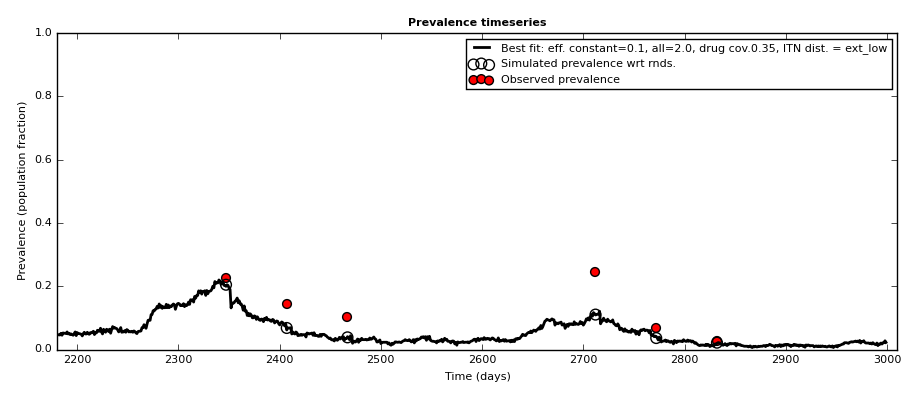 Prevalence timeseries
Best fit: eff. constant=0.1, all=2.0, drug cov.0.35, ITN dist. = ext_low
Simulated prevalence wrt rnds.
Observed prevalence
Prevalence (population fraction)
1.0
0.8
0.6
0.4
0.2
0.0
2200 2300 2400 2500 2600 2700 2800 2900 3000
Time (days)